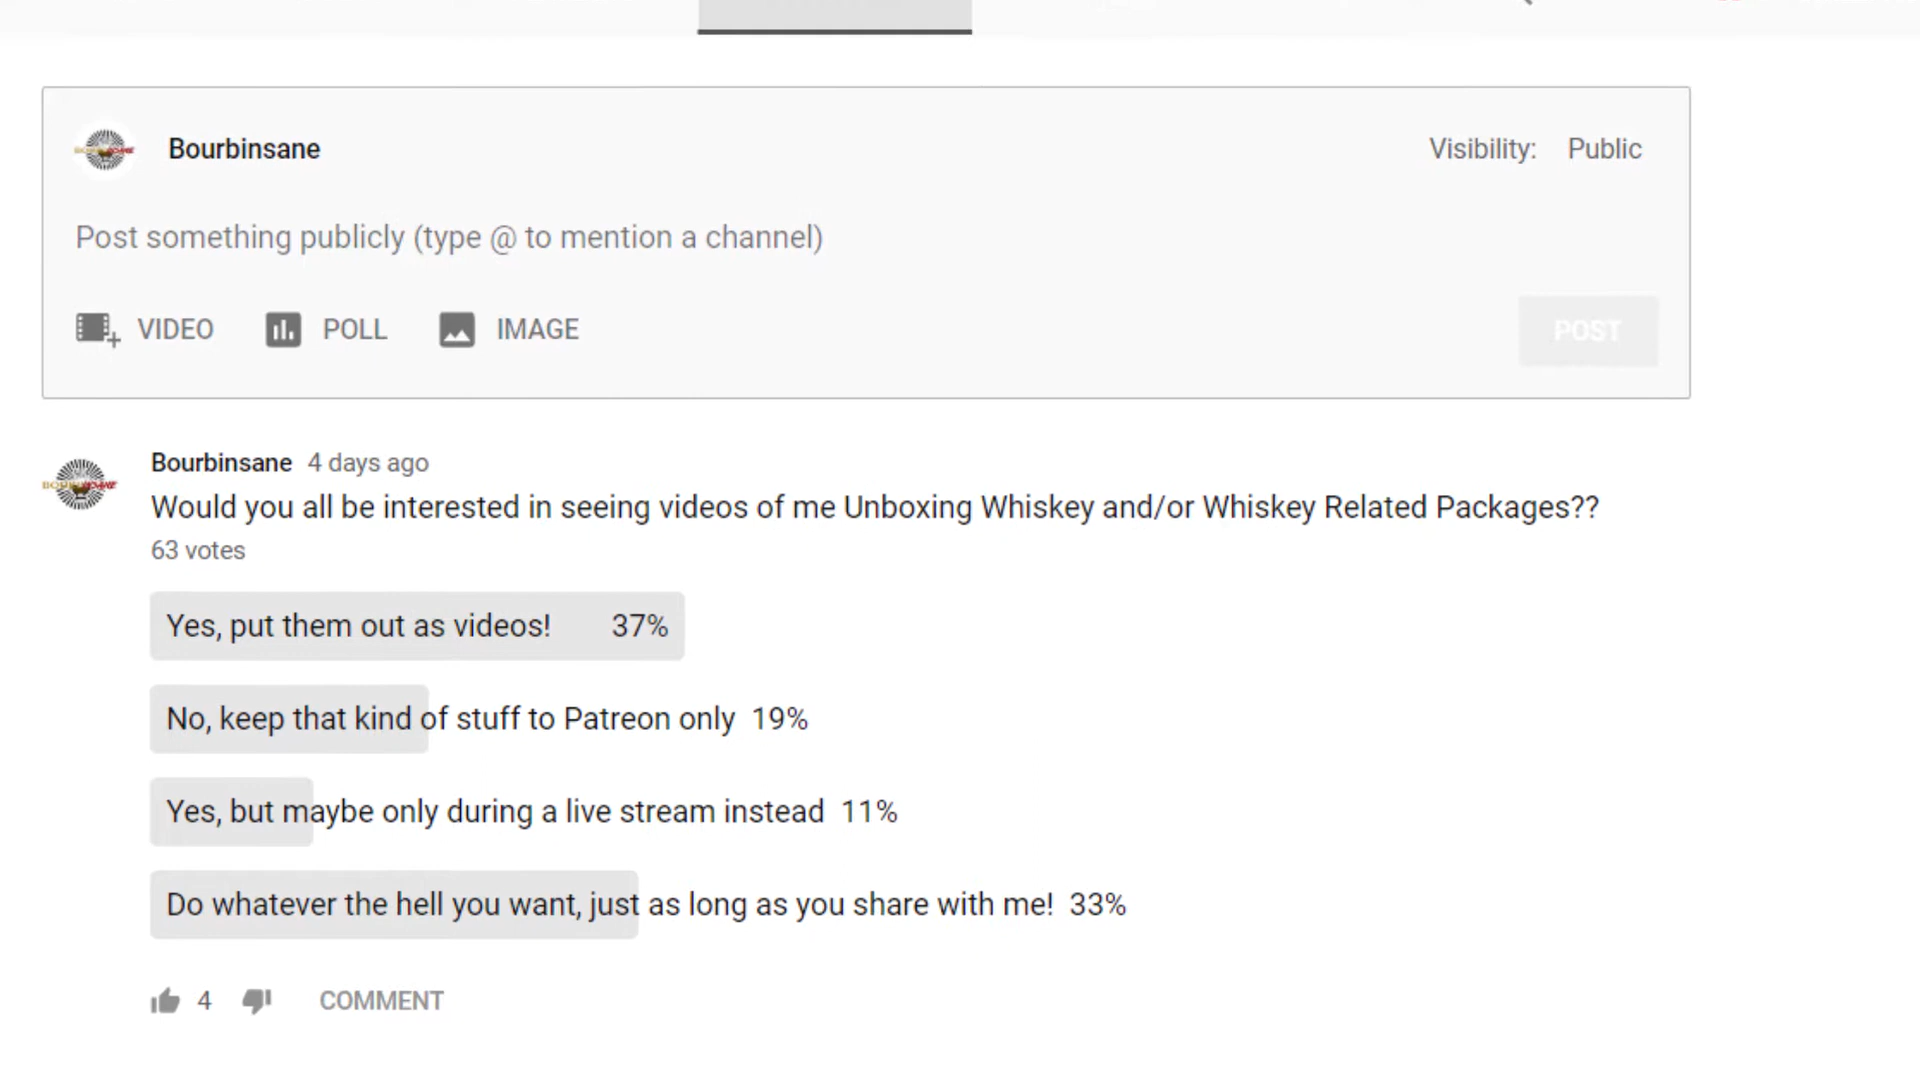 Bourbinsane
Visibility: Public
Post something publicly (type @ to mention a channel)
VIDEO POLL IMAGE
POST
Bourbinsane 4 days ago
Would you all be interested in seeing videos of me Unboxing Whiskey and/or Whiskey Related Packages??
63 votes
Yes, put them out as videos! 37%
No, keep that kind of stuff to Patreon only 19%
Yes, but maybe only during a live stream instead 11%
Do whatever the hell you want, just as long as you share with me! 33%
4 COMMENT